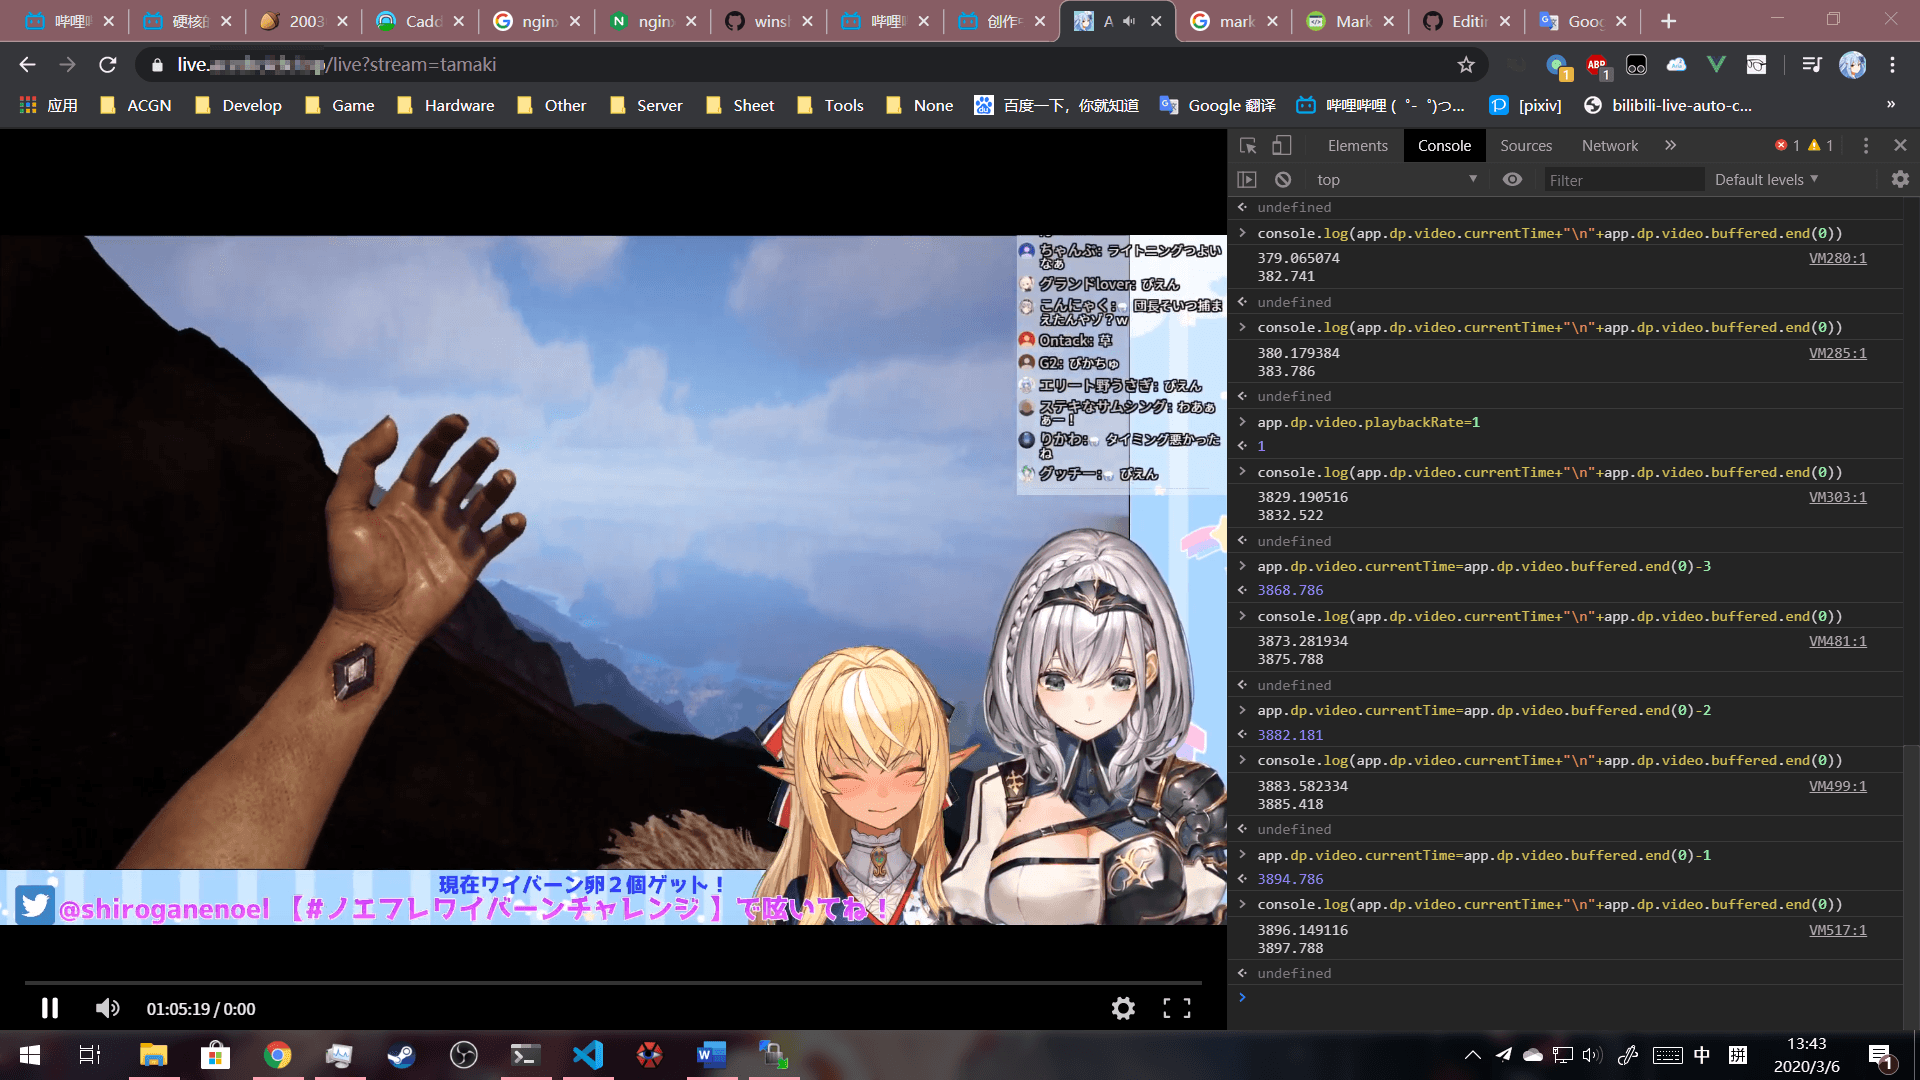 哔哩
硬核的
2003
Cadd
nginx
nginx
winsh
哔哩
创作中
A
mark
Mark
Editin
Goog
live.
/live?stream=tamaki
1
ABP
1
应用
ACGN
Develop
Game
Hardware
Other
Server
Sheet
Tools
None
百度一下，你就知道
Google 翻译
哔哩哔哩 ( ゜- ゜)つ...
[pixiv]
bilibili-live-auto-c...
»
Elements
Console
Sources
Network
»
1
1
top
Filter
Default levels
undefined
console.log(app.dp.video.currentTime+"\n"+app.dp.video.buffered.end(0))
379.065074
VM280:1
382.741
undefined
console.log(app.dp.video.currentTime+"\n"+app.dp.video.buffered.end(0))
380.179384
VM285:1
383.786
undefined
app.dp.video.playbackRate=1
1
console.log(app.dp.video.currentTime+"\n"+app.dp.video.buffered.end(0))
3829.190516
VM303:1
3832.522
undefined
app.dp.video.currentTime=app.dp.video.buffered.end(0)-3
3868.786
console.log(app.dp.video.currentTime+"\n"+app.dp.video.buffered.end(0))
3873.281934
VM481:1
3875.788
undefined
app.dp.video.currentTime=app.dp.video.buffered.end(0)-2
3882.181
console.log(app.dp.video.currentTime+"\n"+app.dp.video.buffered.end(0))
3883.582334
VM499:1
3885.418
undefined
app.dp.video.currentTime=app.dp.video.buffered.end(0)-1
3894.786
console.log(app.dp.video.currentTime+"\n"+app.dp.video.buffered.end(0))
3896.149116
VM517:1
3897.788
undefined
ちゃんぷ: ライトニングつよい
なぁ
グランドlover: ぴえん
こんにゃく: 団長そいつ捕ま
えたんやゾ？w
Ontack: 草
G2: ぴかちゅ
エリート野うさぎ: ぴえん
ステキなサムシング: わあぁ
ぁー！
りかわ: タイミング悪かった
ね
グッチー: ぴえん
現在ワイバーン卵２個ゲット！
@shiroganenoel 【#ノエフレワイバーンチャレンジ 】で呟いてね！
01:05:19 / 0:00
中
拼
13:43
2020/3/6
1